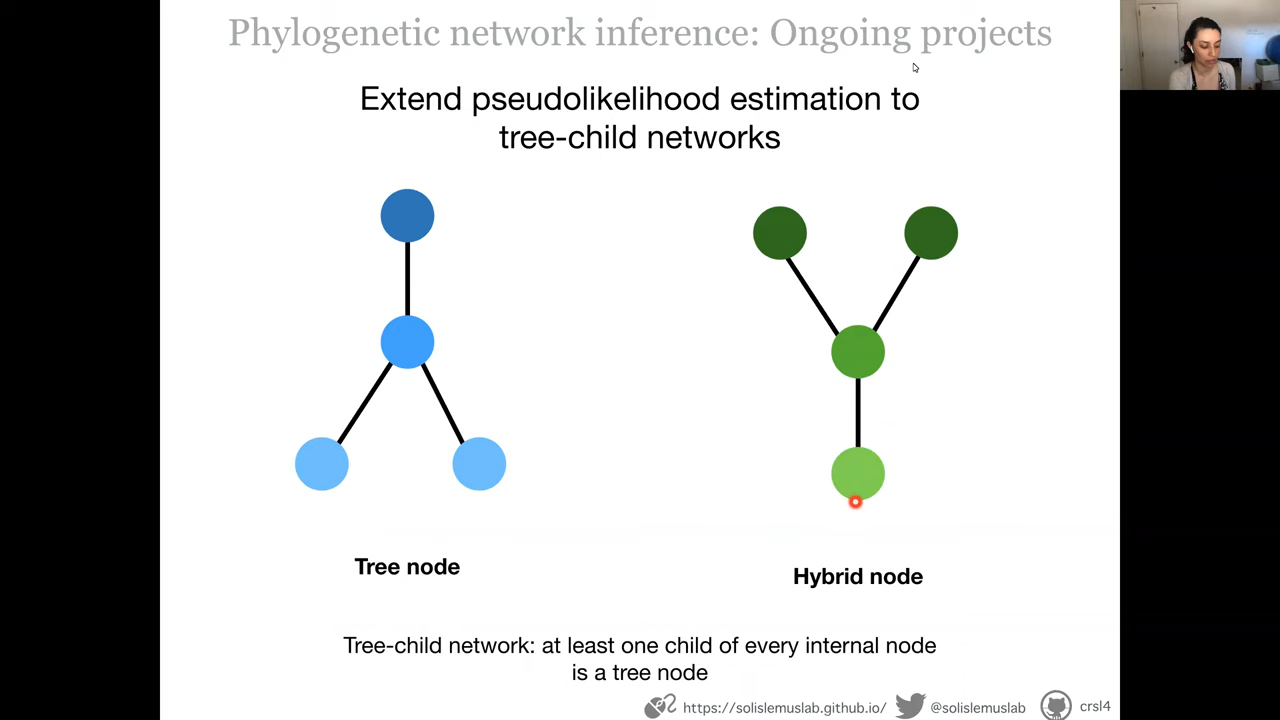 Phylogenetic network inference: Ongoing projects
Extend pseudolikelihood estimation to
tree-child networks
Tree node
Hybrid node
Tree-child network: at least one child of every internal node
is a tree node
https://solislemuslab.github.io/ @solislemuslab crsl4